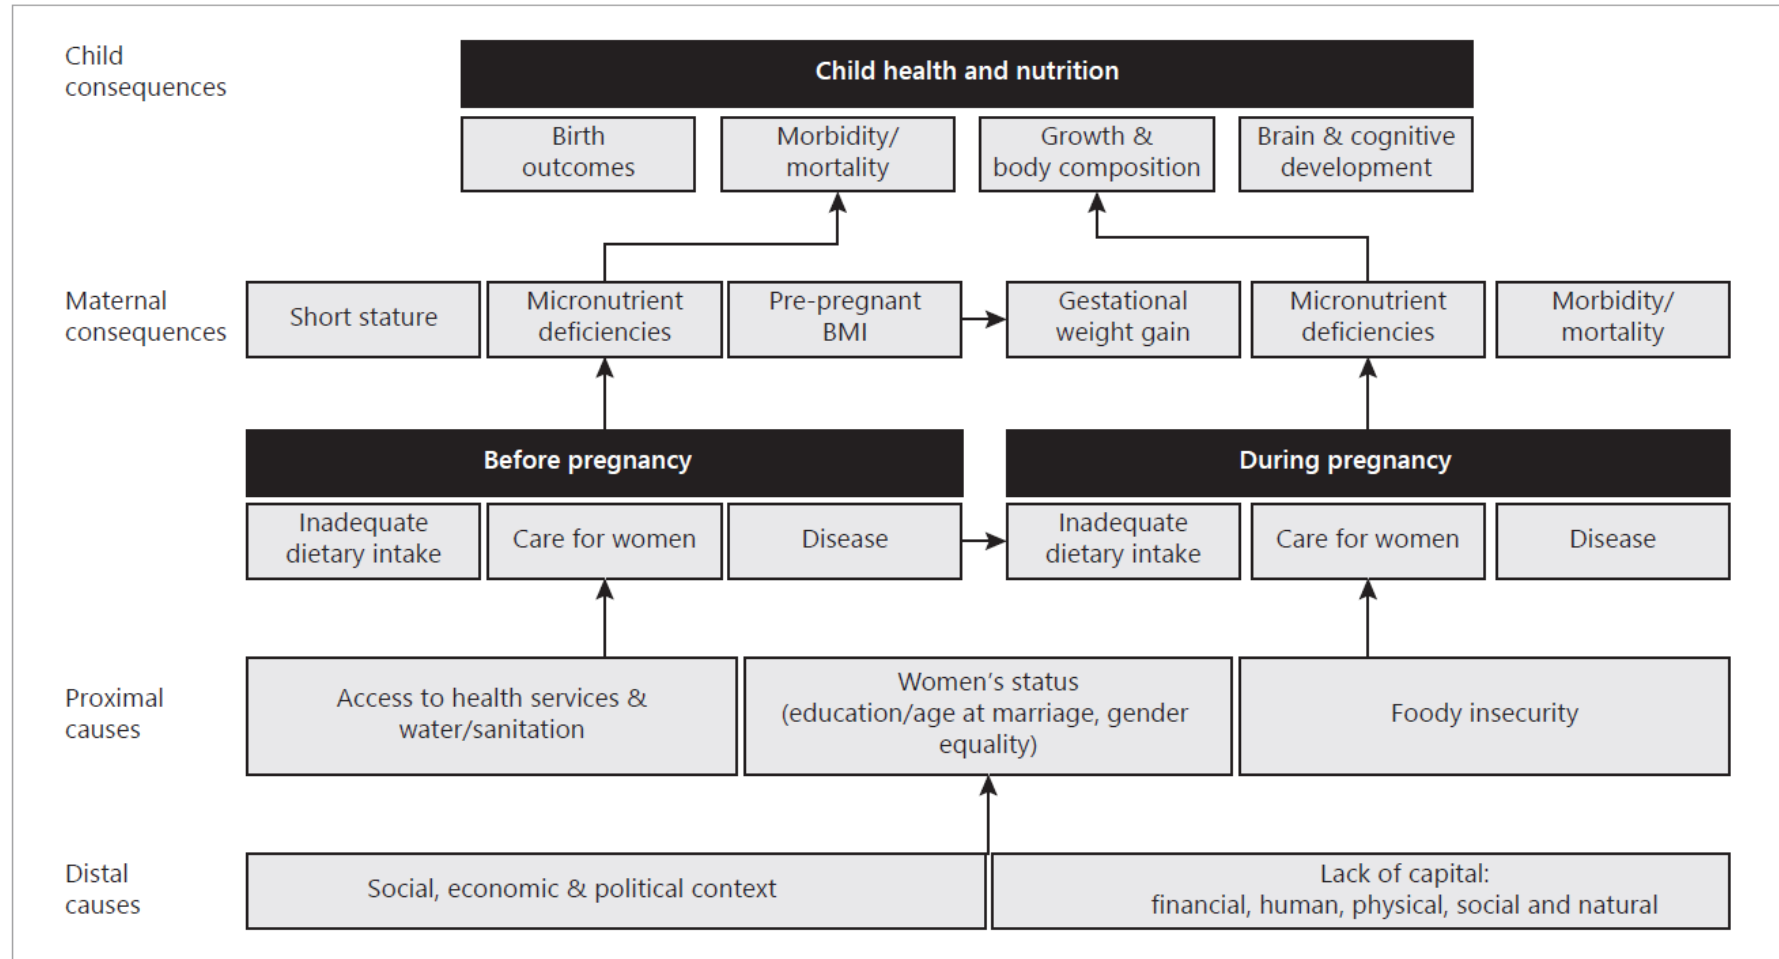 Child
consequences
Child health and nutrition
Birth
outcomes
Morbidity/
mortality
Growth &
body composition
Brain & cognitive
development
Maternal
consequences
Short stature
Micronutrient
deficiencies
Pre-pregnant
BMI
Gestational
weight gain
Micronutrient
deficiencies
Morbidity/
mortality
Before pregnancy
During pregnancy
Inadequate
dietary intake
Care for women
Disease
Inadequate
dietary intake
Care for women
Disease
Proximal
causes
Access to health services &
water/sanitation
Women's status
(education/age at marriage, gender
equality)
Foody insecurity
Distal
causes
Social, economic & political context
Lack of capital:
financial, human, physical, social and natural